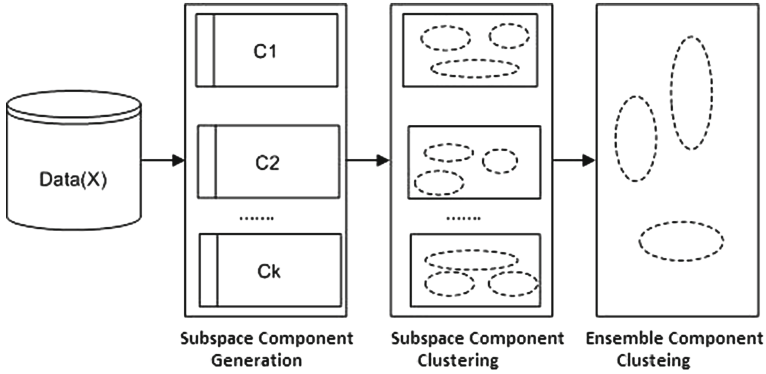 Data(X)
C1
C2
.......
Ck
.......
Subspace Component
Generation
Subspace Component
Clustering
Ensemble Component
Clusteing